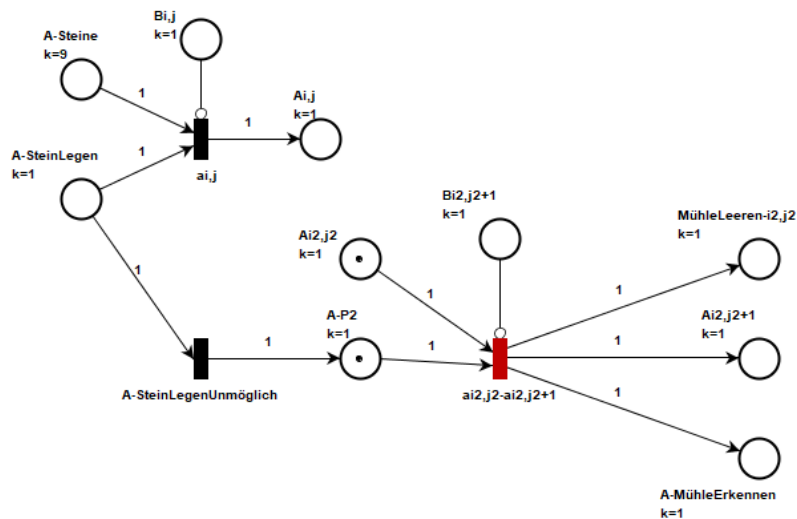 Bi,j
k=1
A-Steine
k=9
1
Ai,j
k=1
1
1
A-SteinLegen
k=1
ai,j
Bi2,j2+1
k=1
MühleLeeren-i2,j2
k=1
Ai2,j2
k=1
1
1
1
A-P2
k=1
Ai2,j2+1
k=1
1
1
1
A-SteinLegenUnmöglich
ai2,j2-ai2,j2+1
1
A-MühleErkennen
k=1